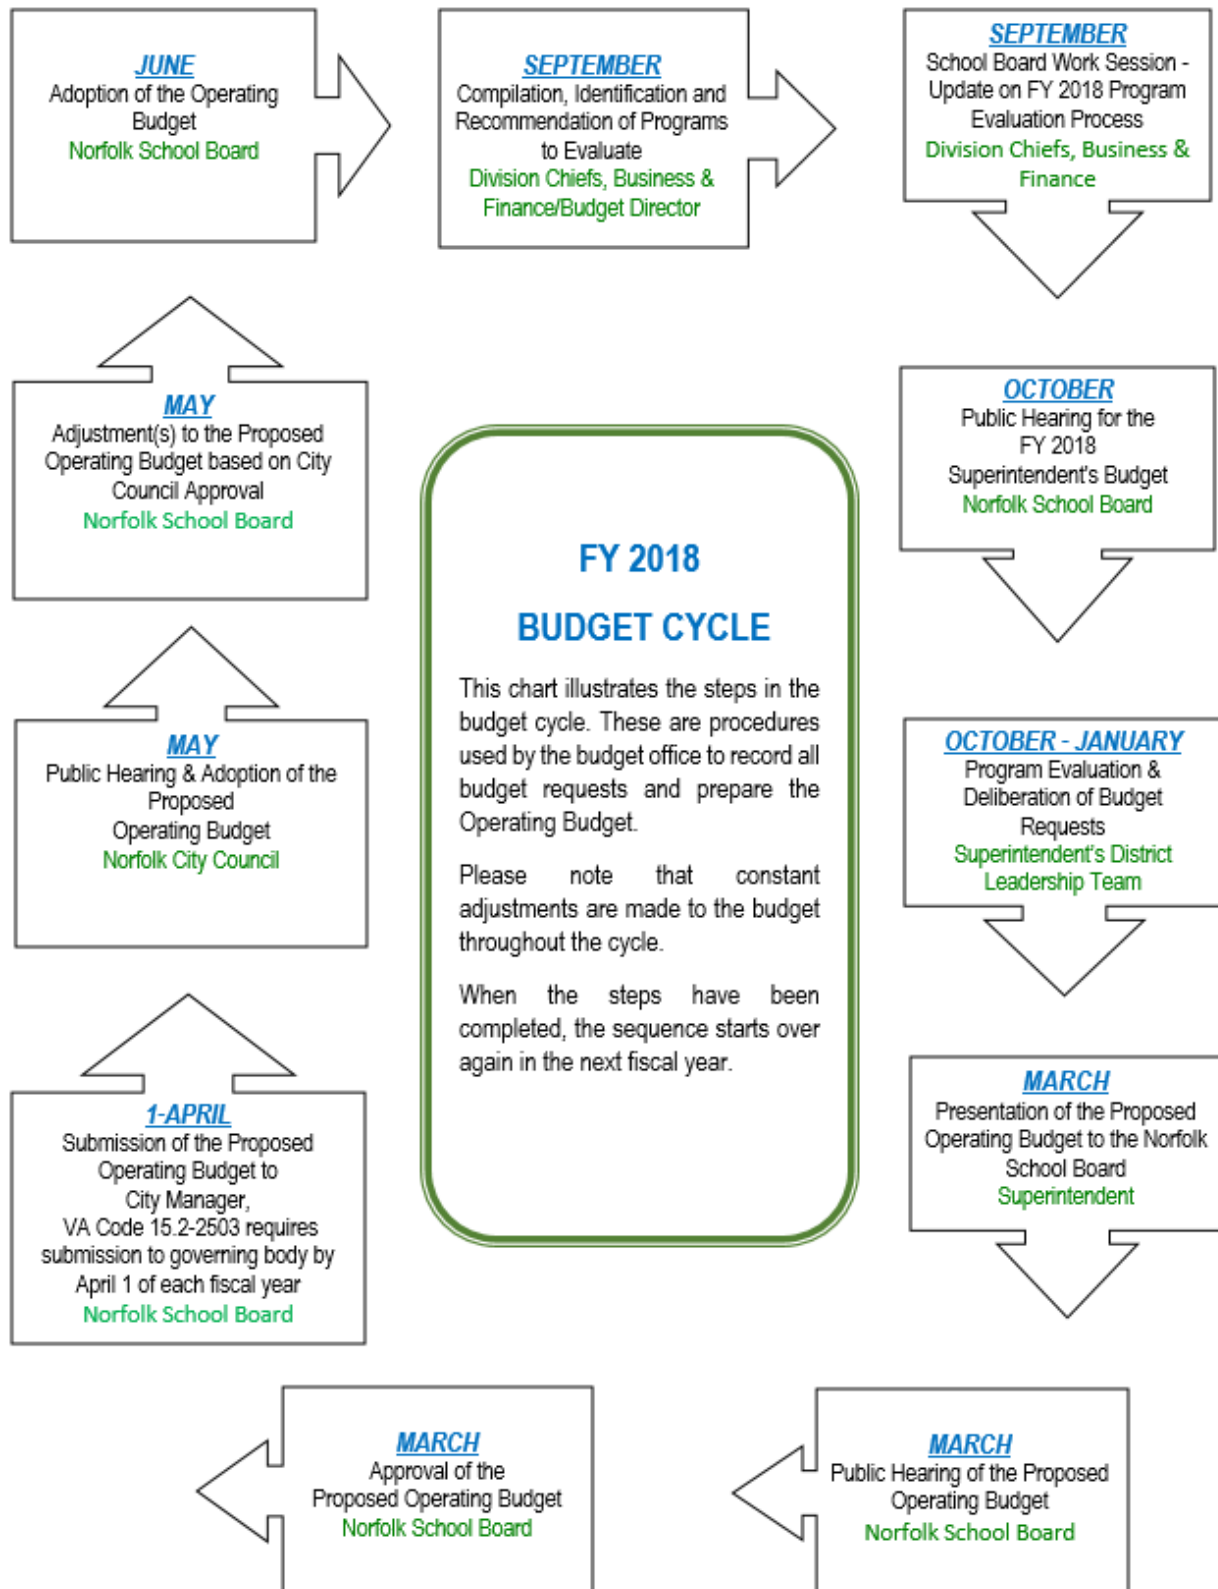 JUNE
Adoption of the Operating
Budget
Norfolk School Board
SEPTEMBER
Compilation, Identification and
Recommendation of Programs
to Evaluate
Division Chiefs, Business &
Finance/Budget Director
SEPTEMBER
School Board Work Session -
Update on FY 2018 Program
Evaluation Process
Division Chiefs, Business &
Finance
OCTOBER
Public Hearing for the
FY 2018
Superintendent's Budget
Norfolk School Board
OCTOBER - JANUARY
Program Evaluation &
Deliberation of Budget
Requests
Superintendent's District
Leadership Team
MARCH
Presentation of the Proposed
Operating Budget to the Norfolk
School Board
Superintendent
MARCH
Public Hearing of the Proposed
Operating Budget
Norfolk School Board
MARCH
Approval of the
Proposed Operating Budget
Norfolk School Board
1-APRIL
Submission of the Proposed
Operating Budget to
City Manager,
VA Code 15.2-2503 requires
submission to governing body by
April 1 of each fiscal year
Norfolk School Board
MAY
Public Hearing & Adoption of the
Proposed
Operating Budget
Norfolk City Council
MAY
Adjustment(s) to the Proposed
Operating Budget based on City
Council Approval
Norfolk School Board
FY 2018
BUDGET CYCLE
This chart illustrates the steps in the
budget cycle. These are procedures
used by the budget office to record all
budget requests and prepare the
Operating Budget.
Please note that constant
adjustments are made to the budget
throughout the cycle.
When the steps have been
completed, the sequence starts over
again in the next fiscal year.